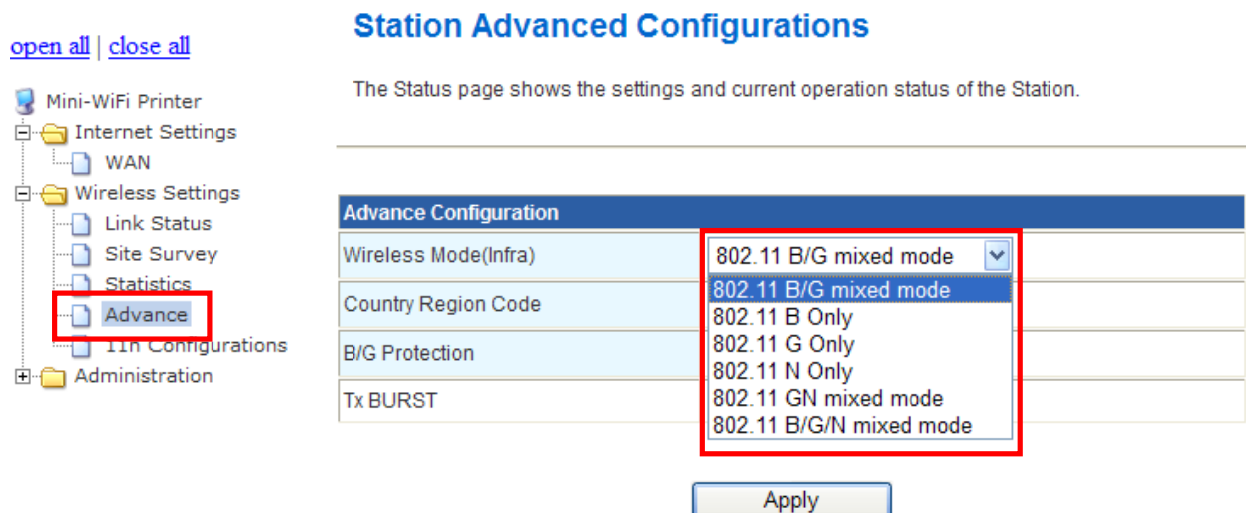 open all | close all
Mini-WiFi Printer
Internet Settings
WAN
Wireless Settings
Link Status
Site Survey
Statistics
Advance
11n Configurations
Administration
Station Advanced Configurations
The Status page shows the settings and current operation status of the Station.
Advance Configuration
Wireless Mode(Infra)
802.11 B/G mixed mode
802.11 B/G mixed mode
802.11 B Only
802.11 G Only
802.11 N Only
802.11 GN mixed mode
802.11 B/G/N mixed mode
Country Region Code
B/G Protection
Tx BURST
Apply